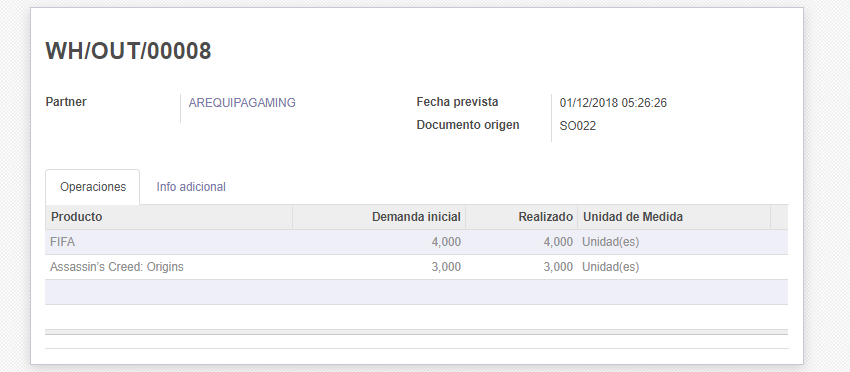 WH/OUT/00008
Partner AREQUIPAGAMING Fecha prevista 01/12/2018 05:26:26
Documento origen SO022
Operaciones Info adicional
Producto Demanda inicial Realizado Unidad de Medida
FIFA 4,000 4,000 Unidad(es)
Assassin's Creed: Origins 3,000 3,000 Unidad(es)